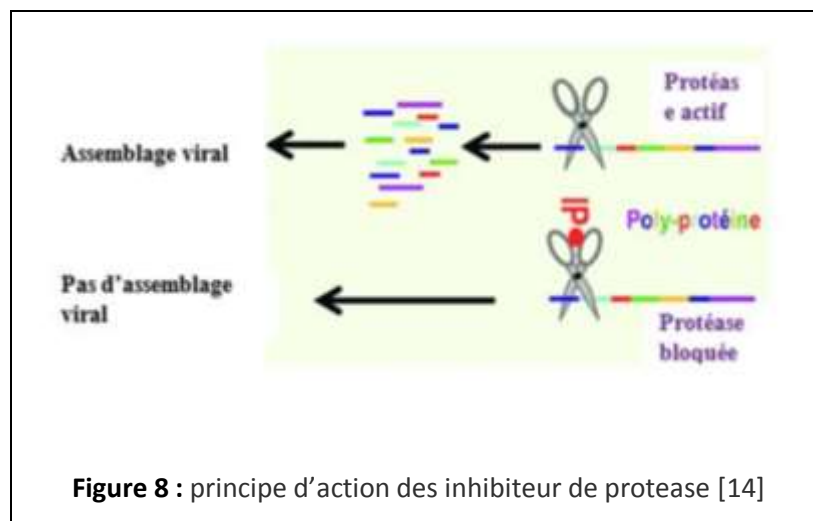 Protéas
e actif
Assemblage viral
IP
Poly-protéine
Pas d’assemblage
viral
Protéase
bloquée
Figure 8 : principe d’action des inhibiteur de protease [14]